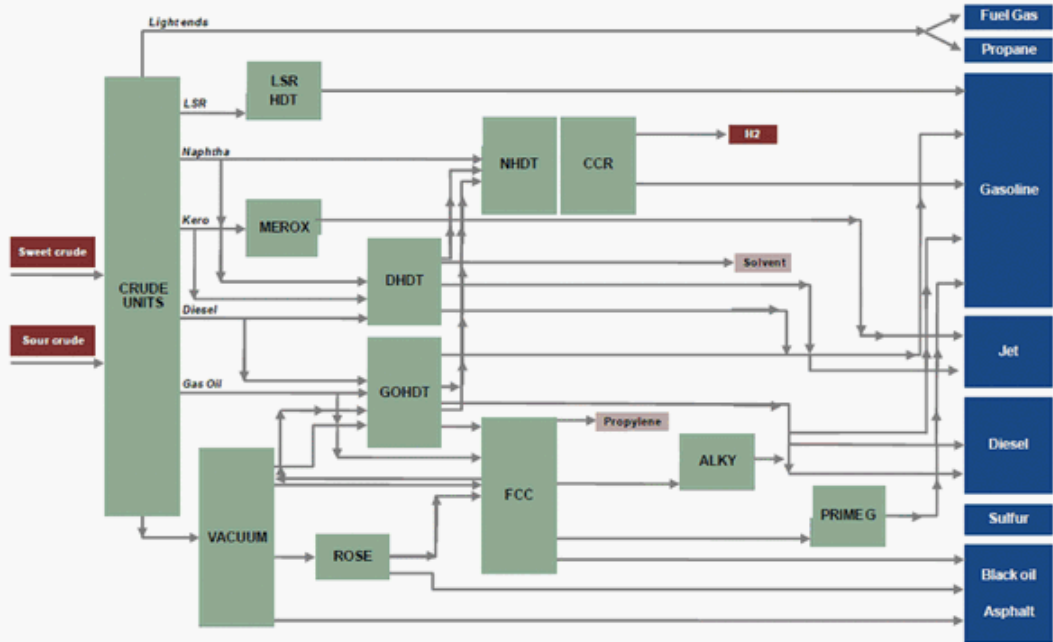 Light ends
Fuel Gas
Propane
LSR
HDT
LSR
Naphtha
NHDT
CCR
H2
Gasoline
Kero
MEROX
Sweet crude
DHDT
Solvent
CRUDE
UNITS
Diesel
Sour crude
Jet
Gas Oil
GOHDT
Propylene
ALKY
Diesel
FCC
PRIME G
Sulfur
VACUUM
ROSE
Black oil
Asphalt